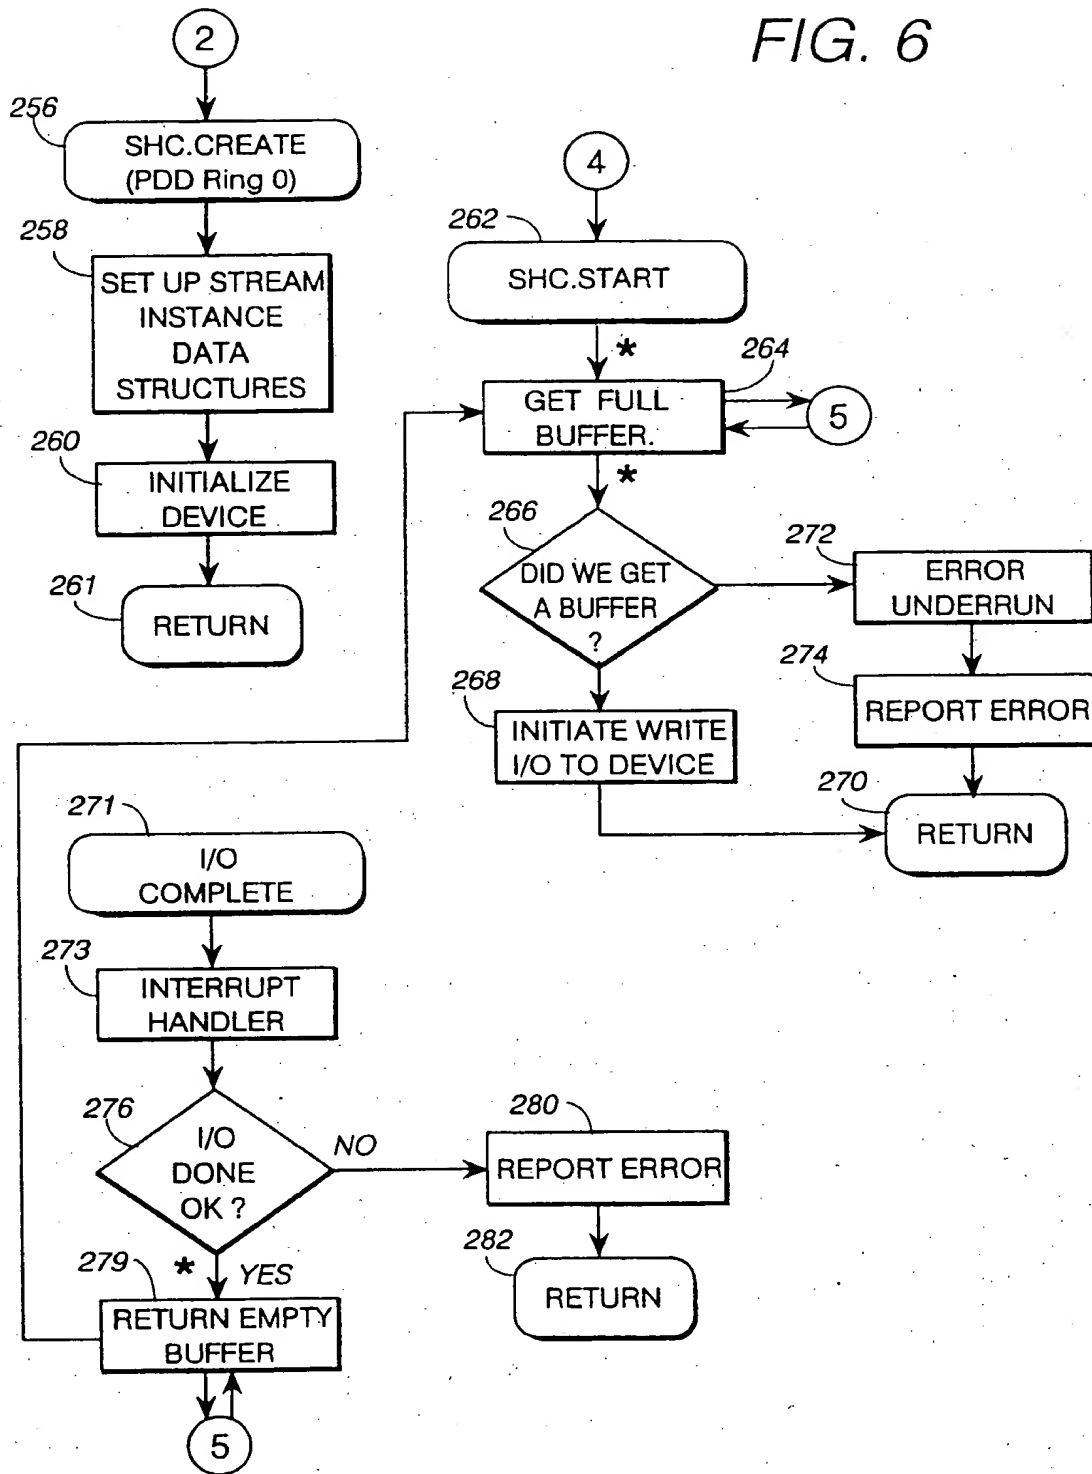 FIG. 6
2
256
SHC.CREATE
(PDD Ring 0)
258
SET UP STREAM
INSTANCE
DATA
STRUCTURES
260
INITIALIZE
DEVICE
261
RETURN
4
262
SHC.START
*
264
GET FULL
BUFFER.
5
*
266
DID WE GET
A BUFFER
?
272
ERROR
UNDERRUN
274
REPORT ERROR
268
INITIATE WRITE
I/O TO DEVICE
270
RETURN
271
I/O
COMPLETE
273
INTERRUPT
HANDLER
276
I/O
DONE
OK ?
NO
280
REPORT ERROR
282
RETURN
*
YES
279
RETURN EMPTY
BUFFER
5